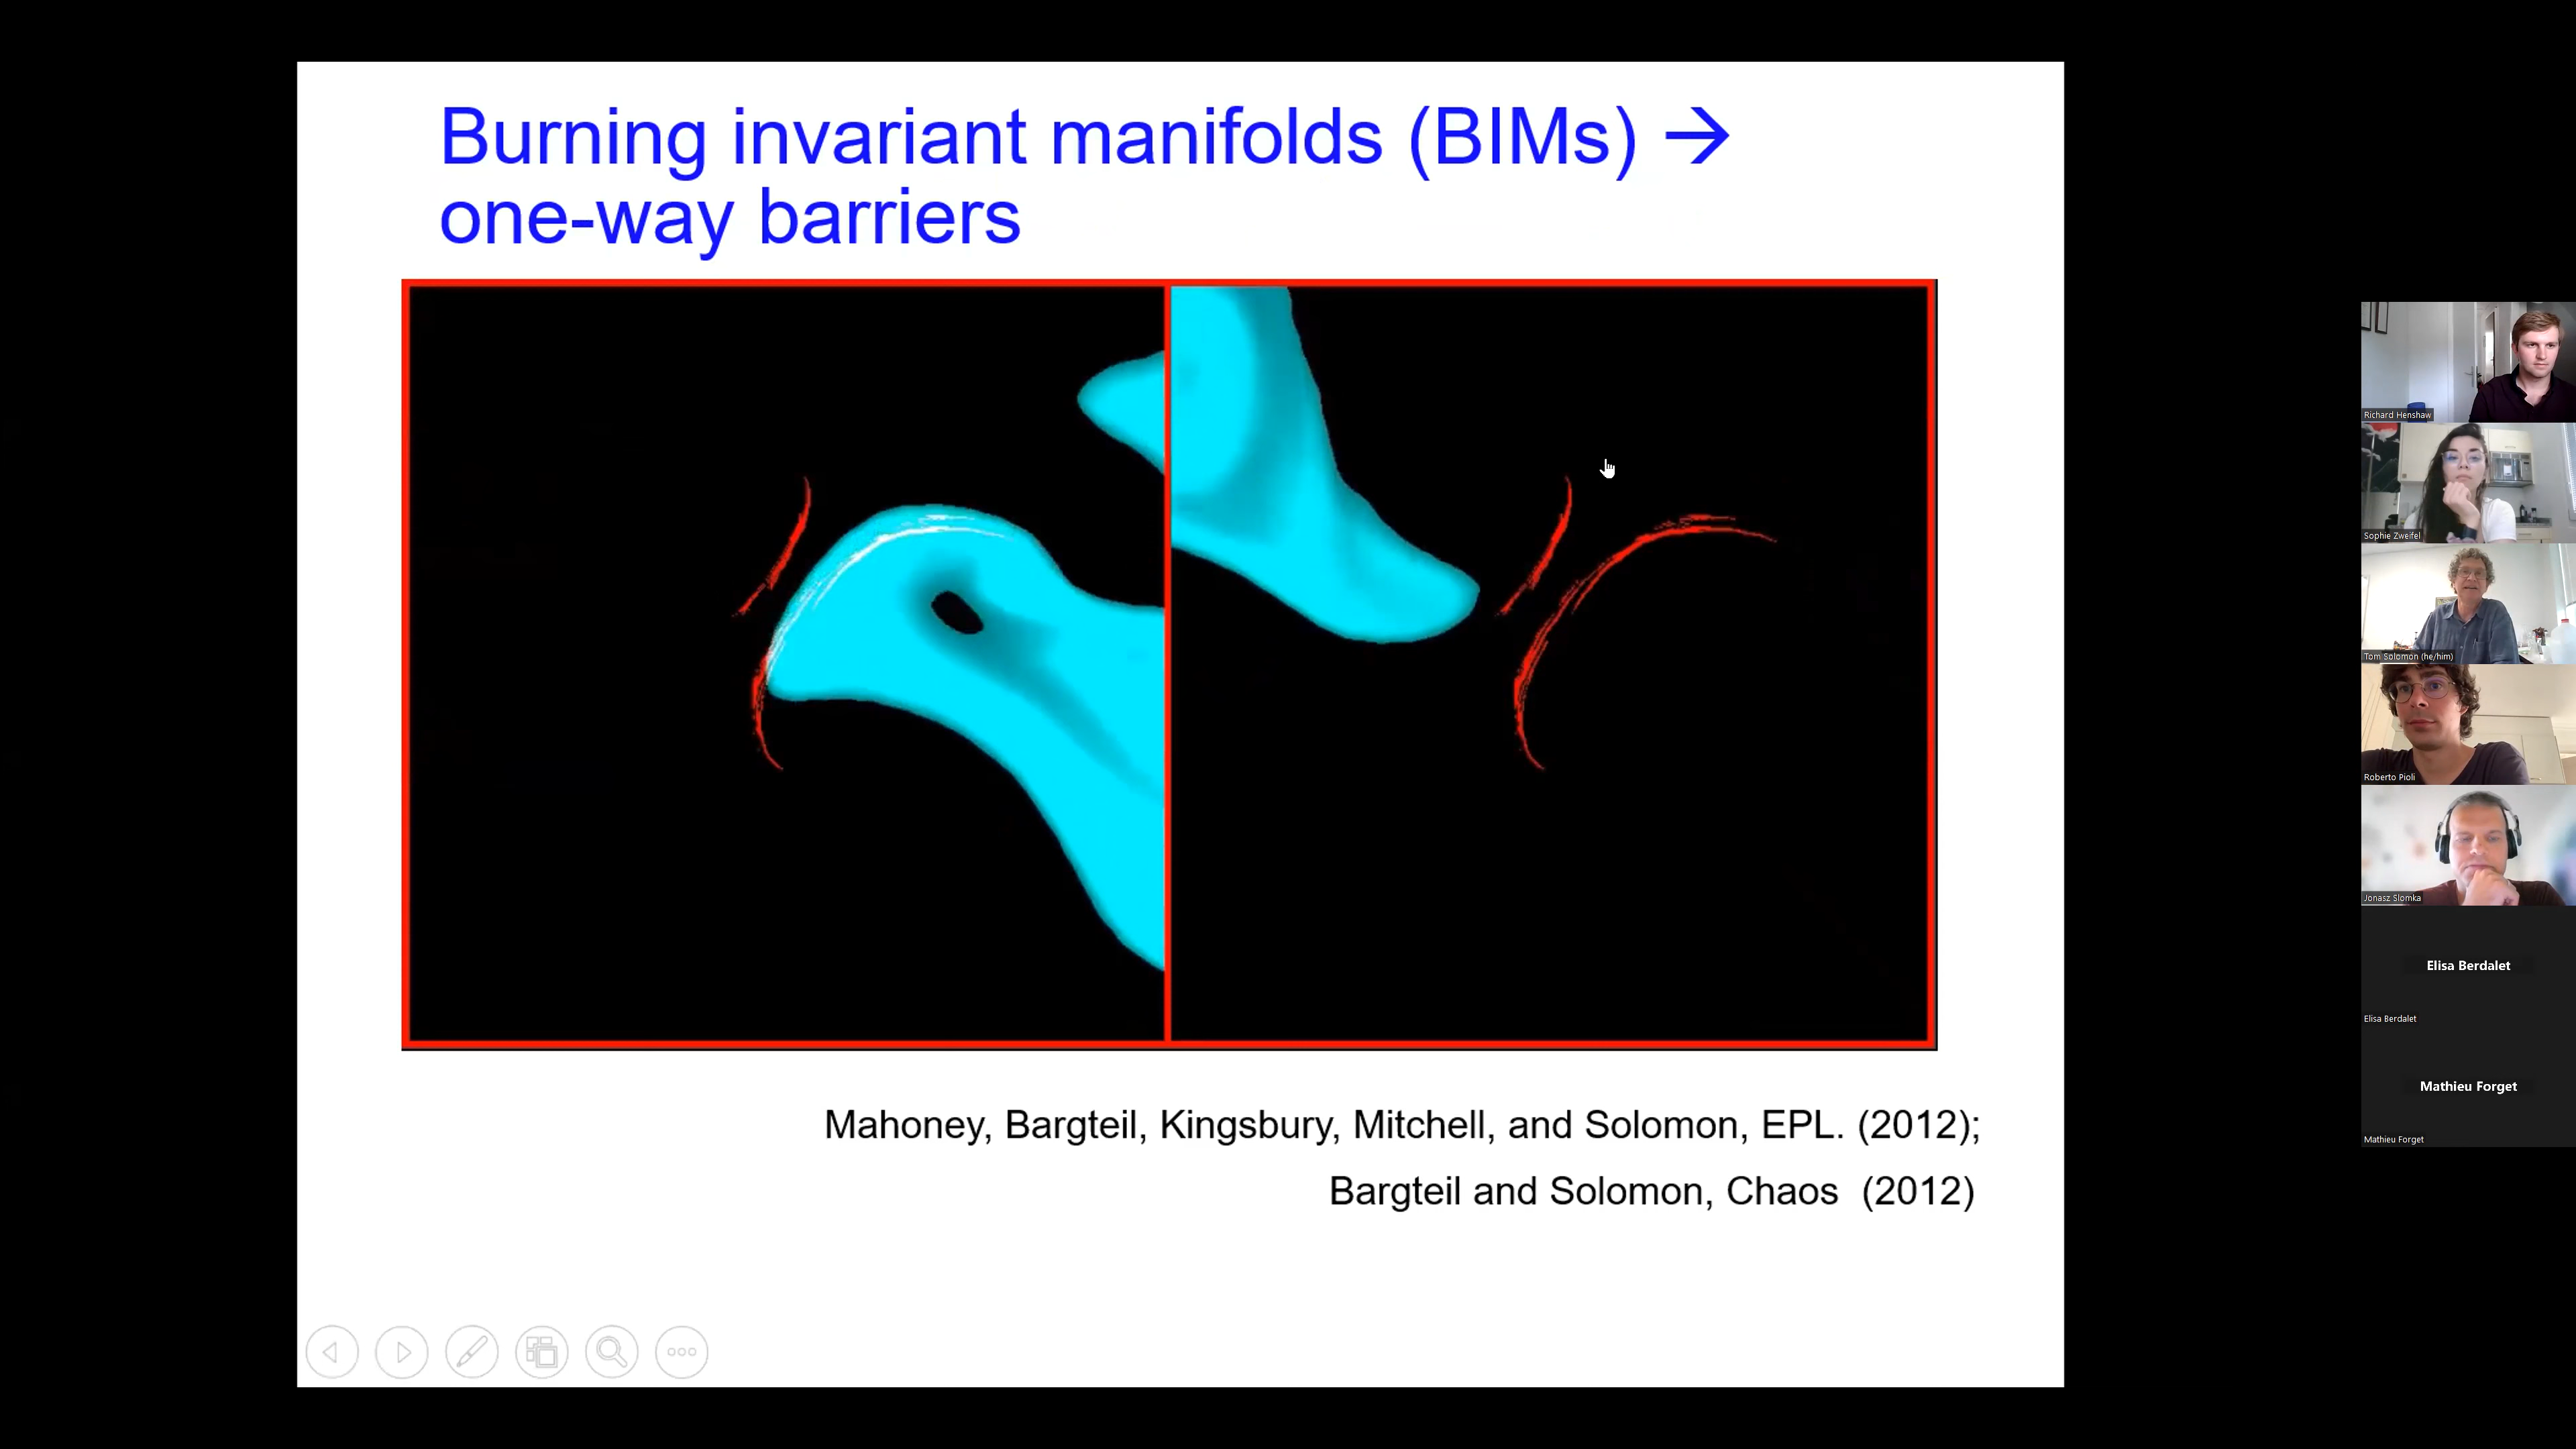 Burning invariant manifolds (BIMs) →
one-way barriers
Mahoney, Bargteil, Kingsbury, Mitchell, and Solomon, EPL. (2012);
Bargteil and Solomon, Chaos (2012)
Richard Henshaw
Sophie Zweifel
Tom Solomon (he/him)
Roberto Pioli
Jonasz Slomka
Elisa Berdalet
Elisa Berdalet
Mathieu Forget
Mathieu Forget